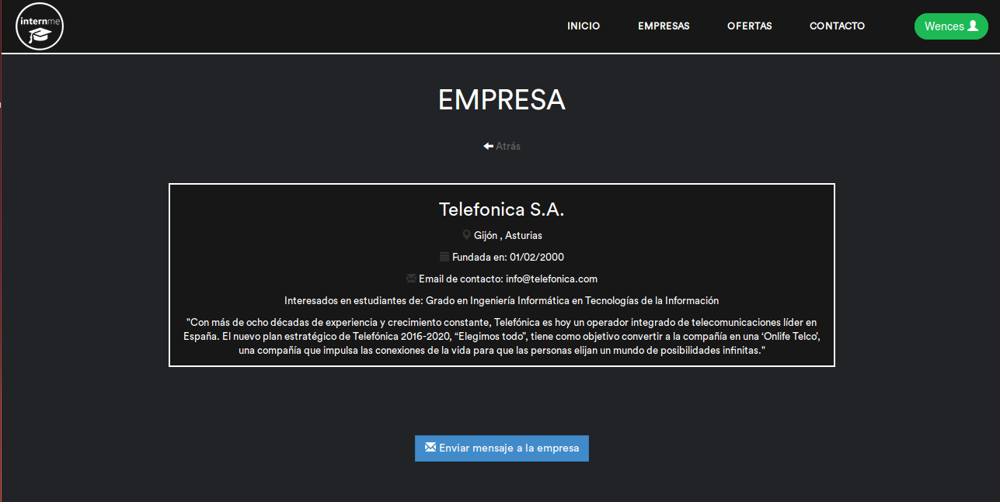 internme
INICIO
EMPRESAS
OFERTAS
CONTACTO
Wences
EMPRESA
Atrás
Telefonica S.A.
Gijón , Asturias
Fundada en: 01/02/2000
Email de contacto: info@telefonica.com
Interesados en estudiantes de: Grado en Ingeniería Informática en Tecnologías de la Información
"Con más de ocho décadas de experiencia y crecimiento constante, Telefónica es hoy un operador integrado de telecomunicaciones líder en
España. El nuevo plan estratégico de Telefónica 2016-2020, “Elegimos todo”, tiene como objetivo convertir a la compañía en una ‘Onlife Telco’,
una compañía que impulsa las conexiones de la vida para que las personas elijan un mundo de posibilidades infinitas."
Enviar mensaje a la empresa